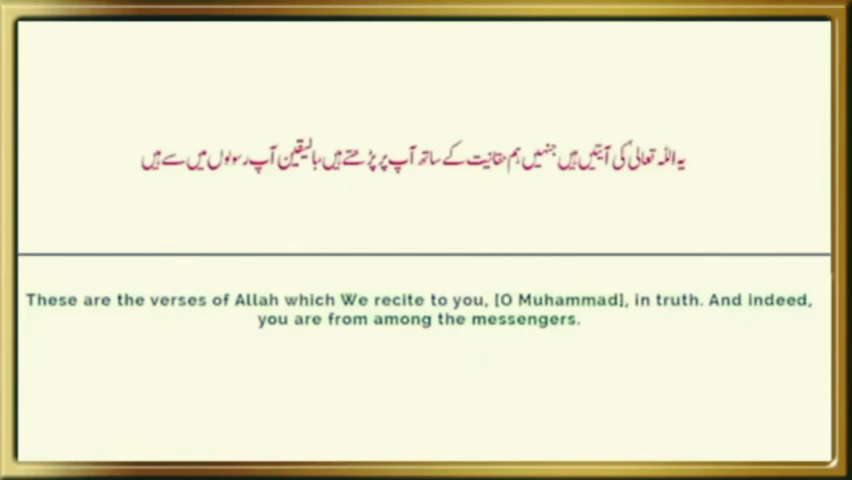 یہ اللہ تعالیٰ کی آیتیں ہیں جنہیں ہم حقانیت کے ساتھ آپ پر پڑھتے ہیں، بالیقین آپ رسولوں میں سے ہیں
These are the verses of Allah which We recite to you, [O Muhammad], in truth. And indeed,
you are from among the messengers.